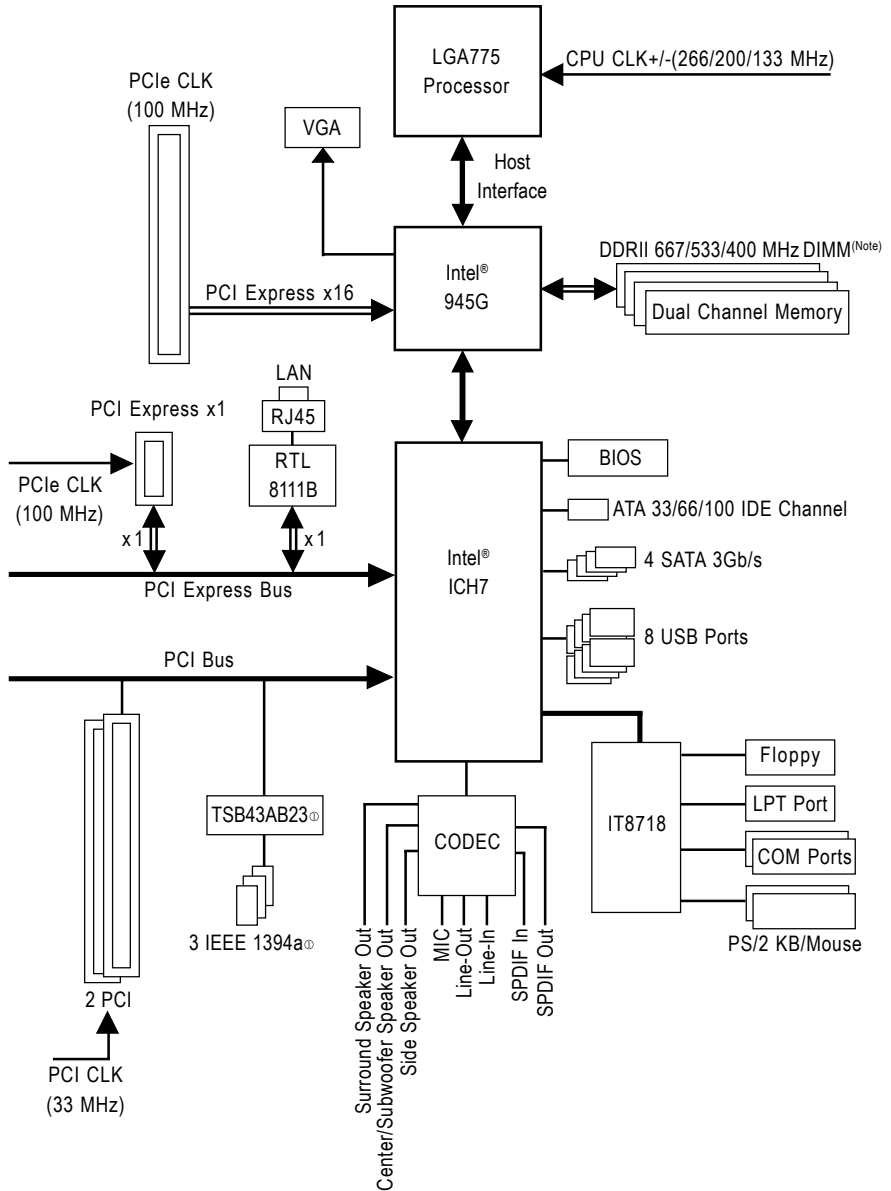 LGA775
Processor
CPU CLK+/-(266/200/133 MHz)
PCIe CLK
(100 MHz)
VGA
Host
Interface
DDRII 667/533/400 MHz DIMM(Note)
Intel®
945G
PCI Express x16
Dual Channel Memory
LAN
RJ45
PCI Express x1
RTL
8111B
PCIe CLK
(100 MHz)
x1
x1
PCI Express Bus
Intel®
ICH7
BIOS
ATA 33/66/100 IDE Channel
4 SATA 3Gb/s
8 USB Ports
PCI Bus
TSB43AB23①
3 IEEE 1394a①
2 PCI
PCI CLK
(33 MHz)
CODEC
Surround Speaker Out
Center/Subwoofer Speaker Out
Side Speaker Out
MIC
Line-Out
Line-In
SPDIF In
SPDIF Out
IT8718
Floppy
LPT Port
COM Ports
PS/2 KB/Mouse